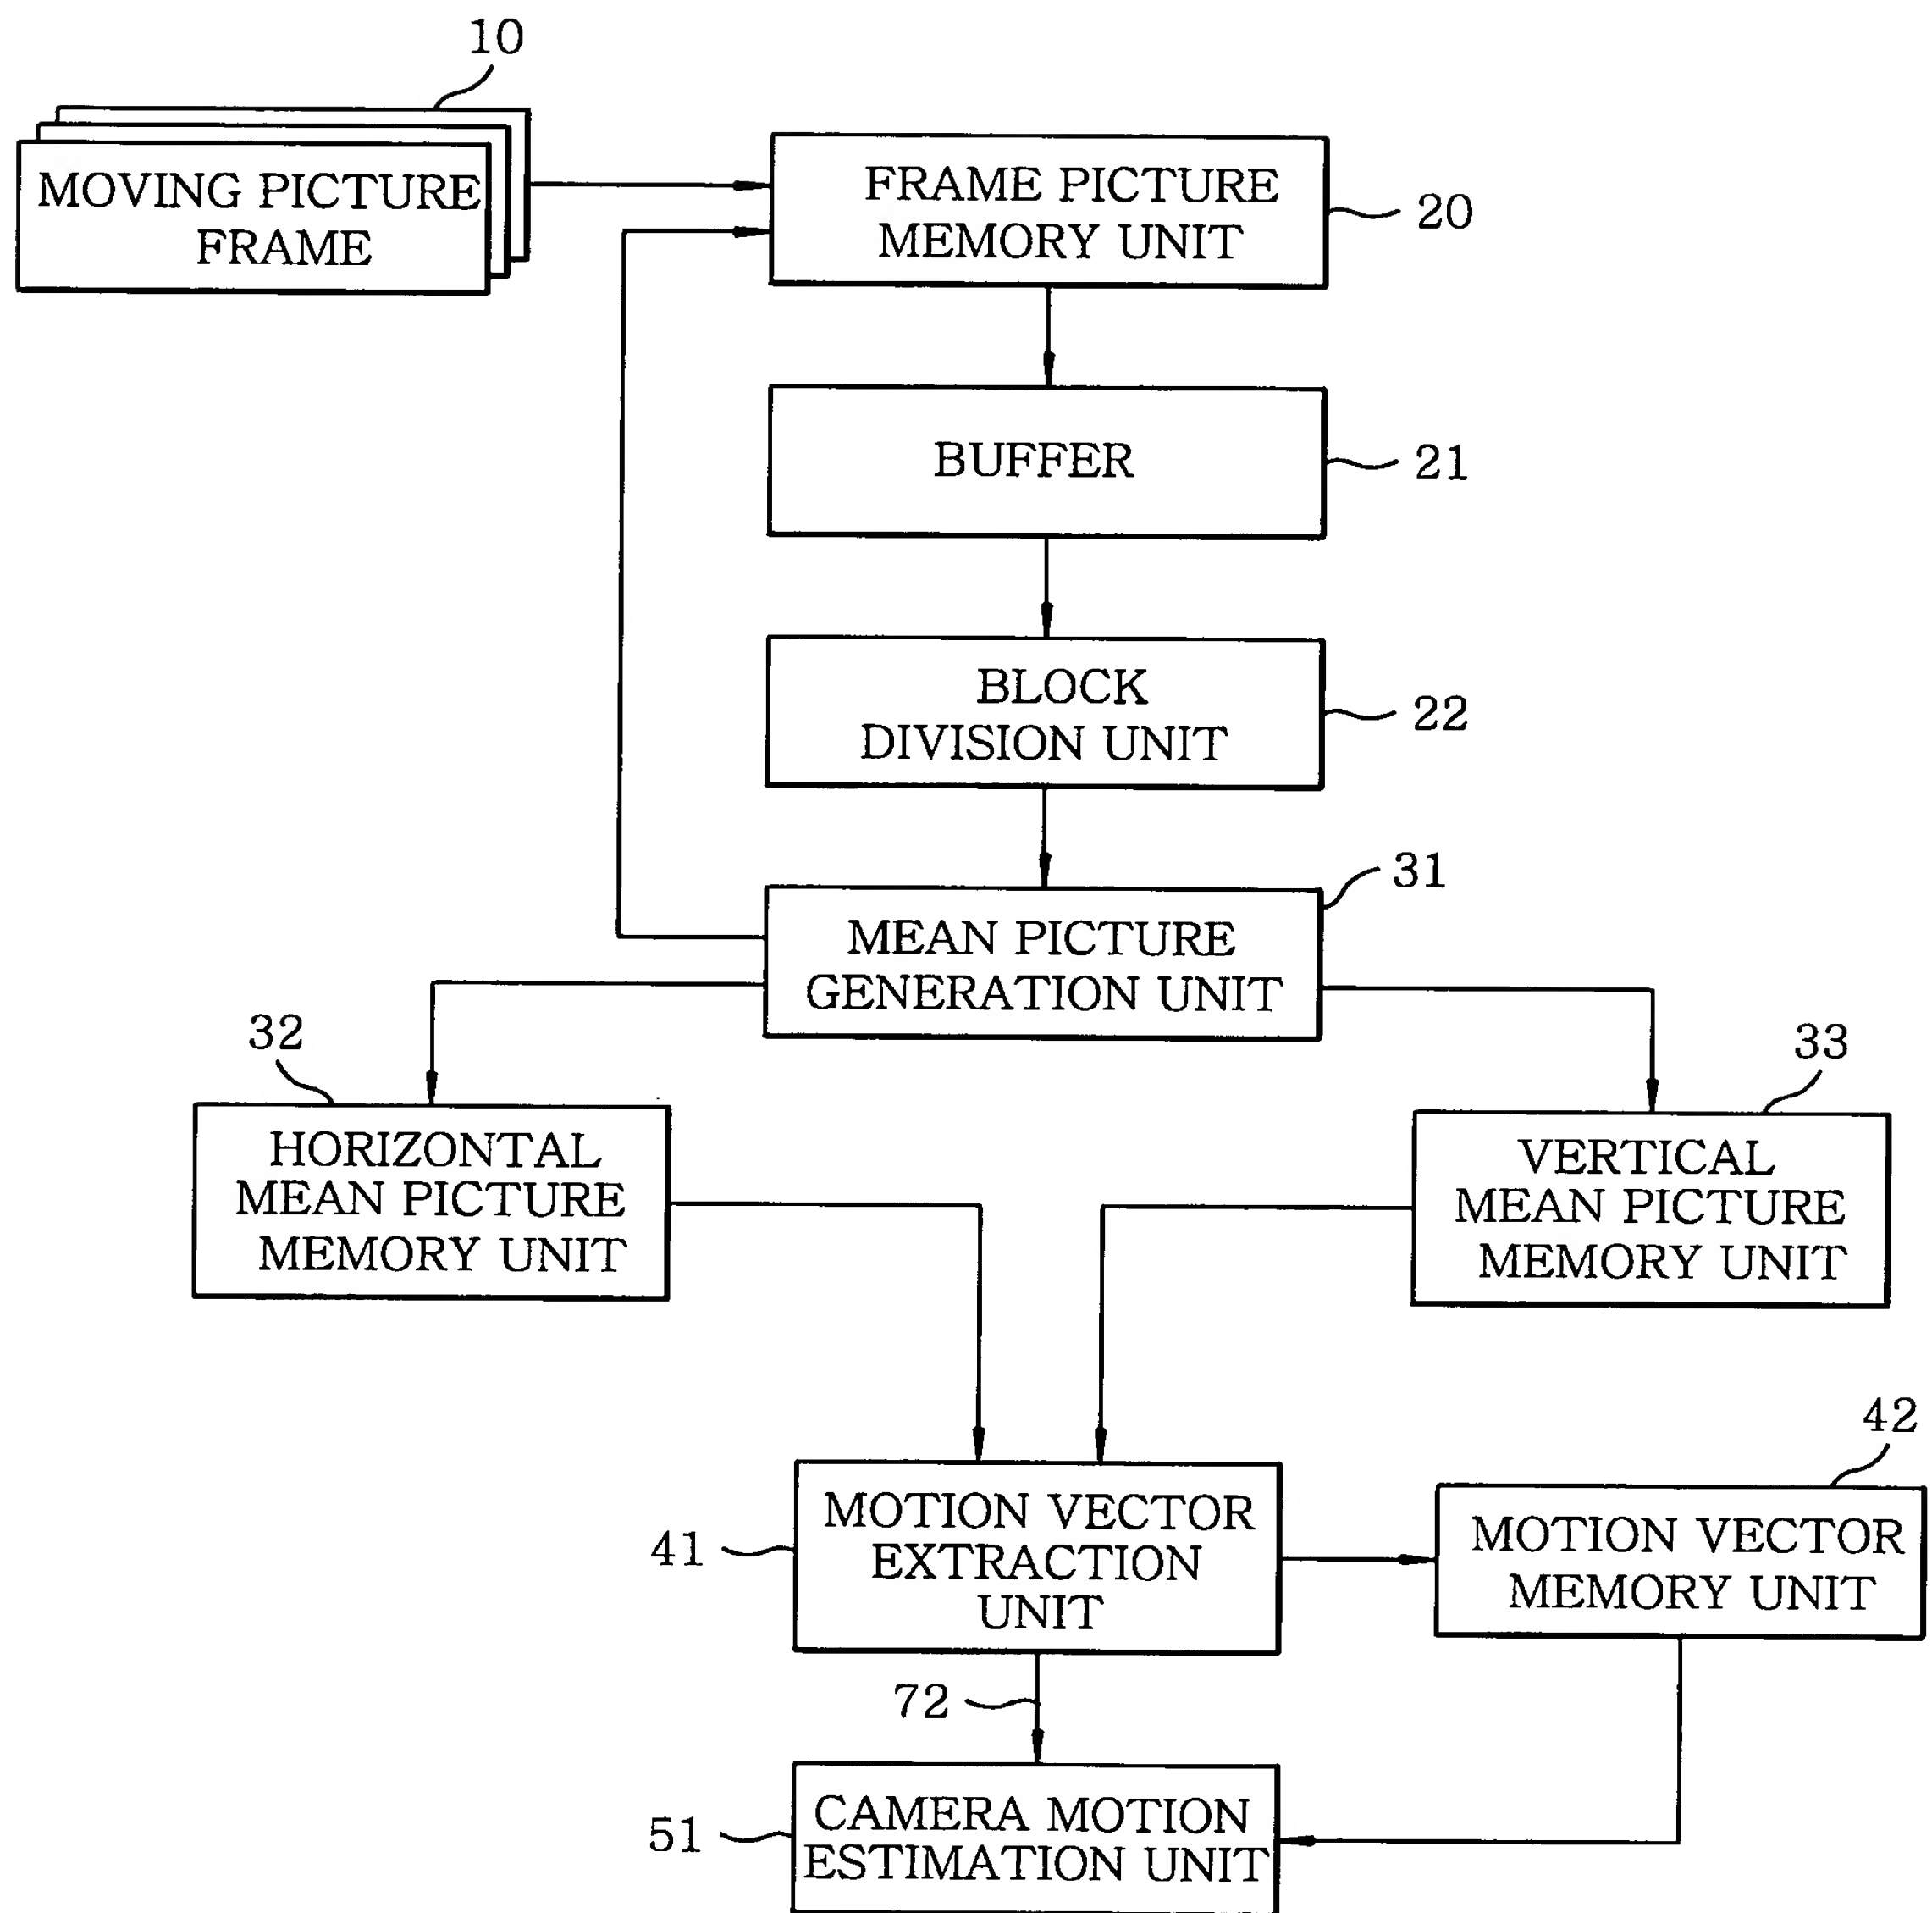 10
MOVING PICTURE
FRAME
FRAME PICTURE
MEMORY UNIT
20
BUFFER
21
BLOCK
DIVISION UNIT
22
31
MEAN PICTURE
GENERATION UNIT
32
HORIZONTAL
MEAN PICTURE
MEMORY UNIT
33
VERTICAL
MEAN PICTURE
MEMORY UNIT
41
MOTION VECTOR
EXTRACTION
UNIT
42
MOTION VECTOR
MEMORY UNIT
72
51
CAMERA MOTION
ESTIMATION UNIT